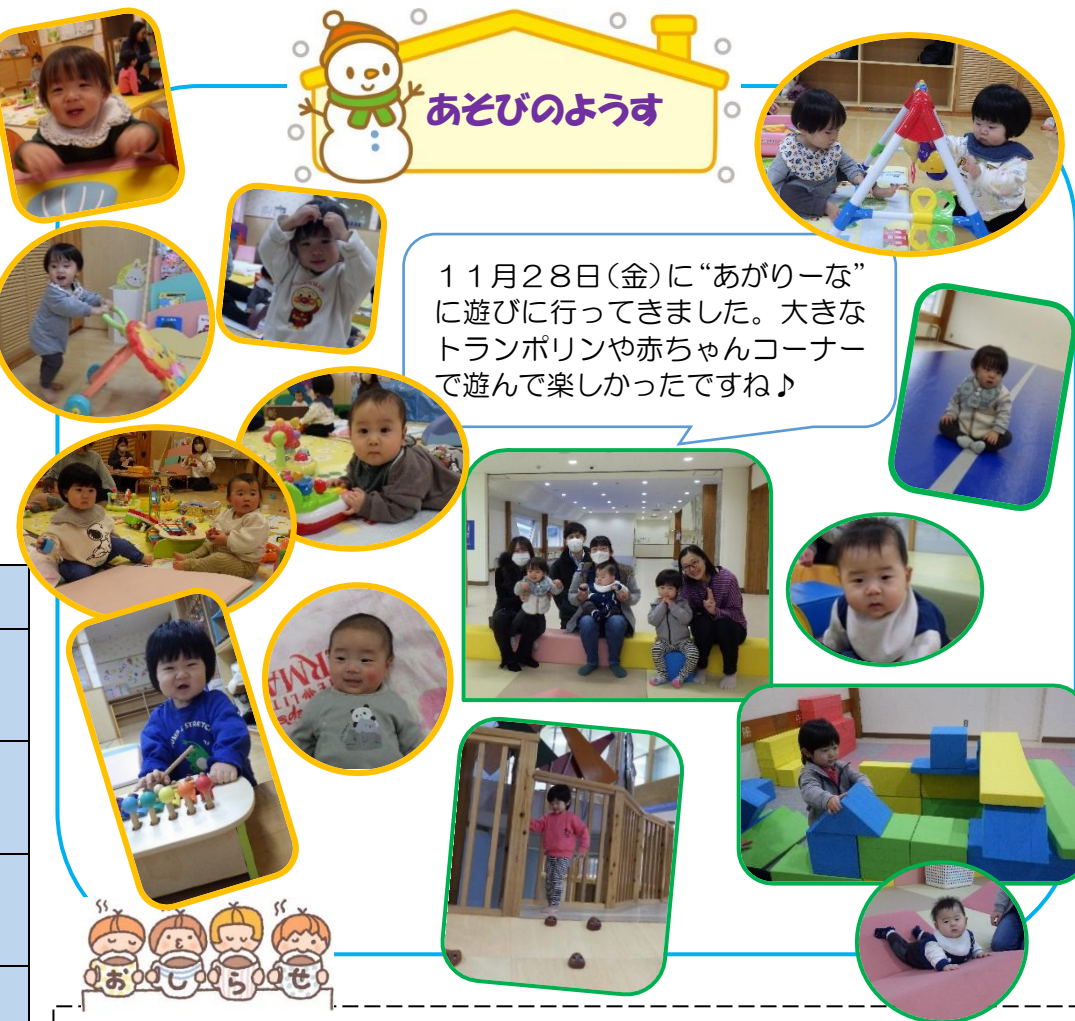 あそびのようす
１１月２８日（金）に“あがりーな”
に遊びに行ってきました。大きな
トランポリンや赤ちゃんコーナー
で遊んで楽しかったですね♪
おしらせ